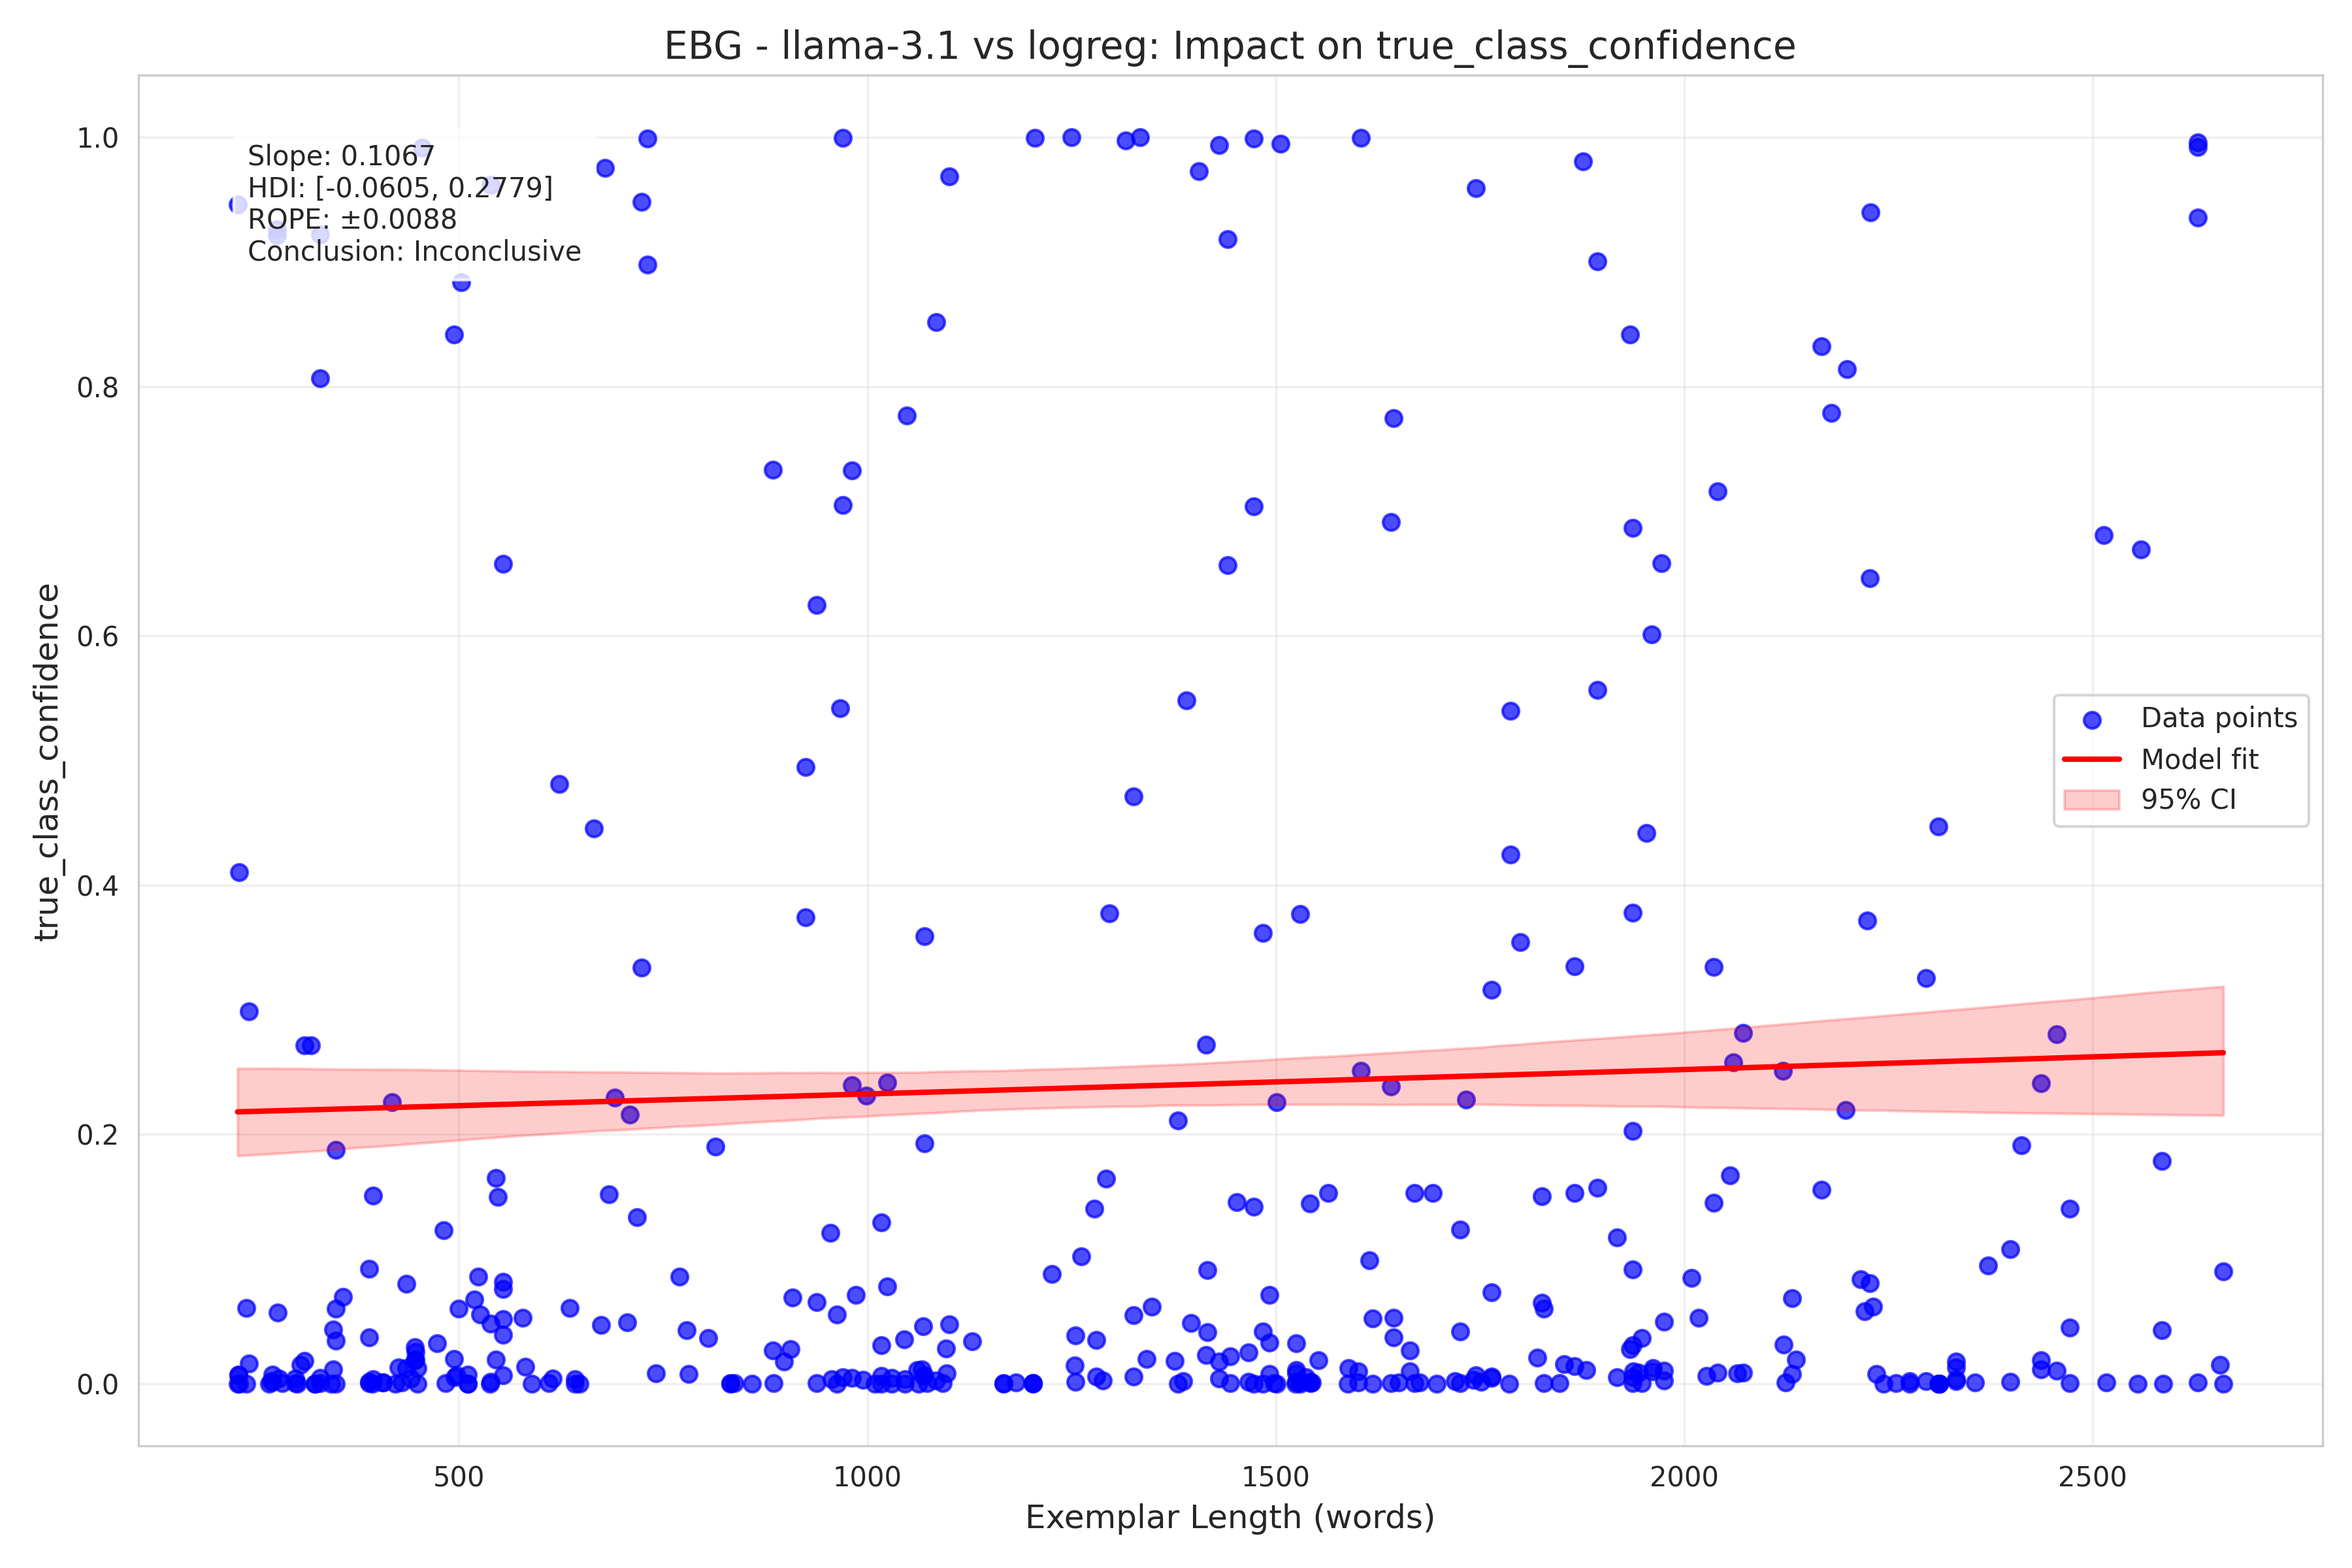 EBG - llama-3.1 vs logreg: Impact on true_class_confidence
Slope: 0.1067
HDI: [-0.0605, 0.2779]
ROPE: ±0.0088
Conclusion: Inconclusive
true_class_confidence
1.0
0.8
0.6
0.4
0.2
0.0
Data points
Model fit
95% CI
500
1000
1500
2000
2500
Exemplar Length (words)